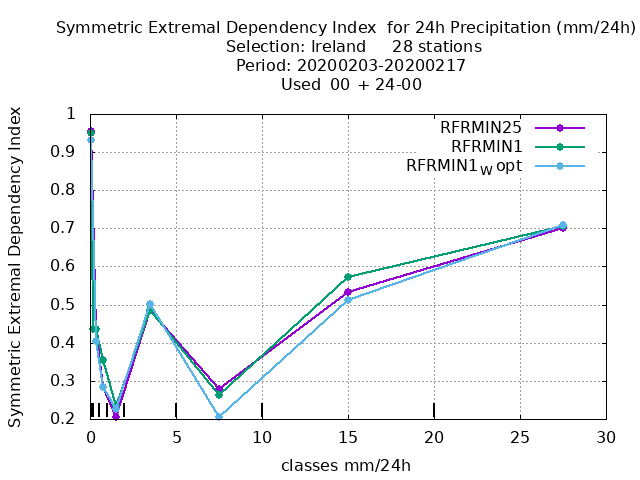 Symmetric Extremal Dependency Index  for 24h Precipitation (mm/24h)
Selection: Ireland     28 stations
Period: 20200203-20200217
Used  00 + 24-00
Symmetric Extremal Dependency Index
1
0.9
0.8
0.7
0.6
0.5
0.4
0.3
0.2
RFRMIN25
RFRMIN1
RFRMIN1W opt
0 5 10 15 20 25 30
classes mm/24h